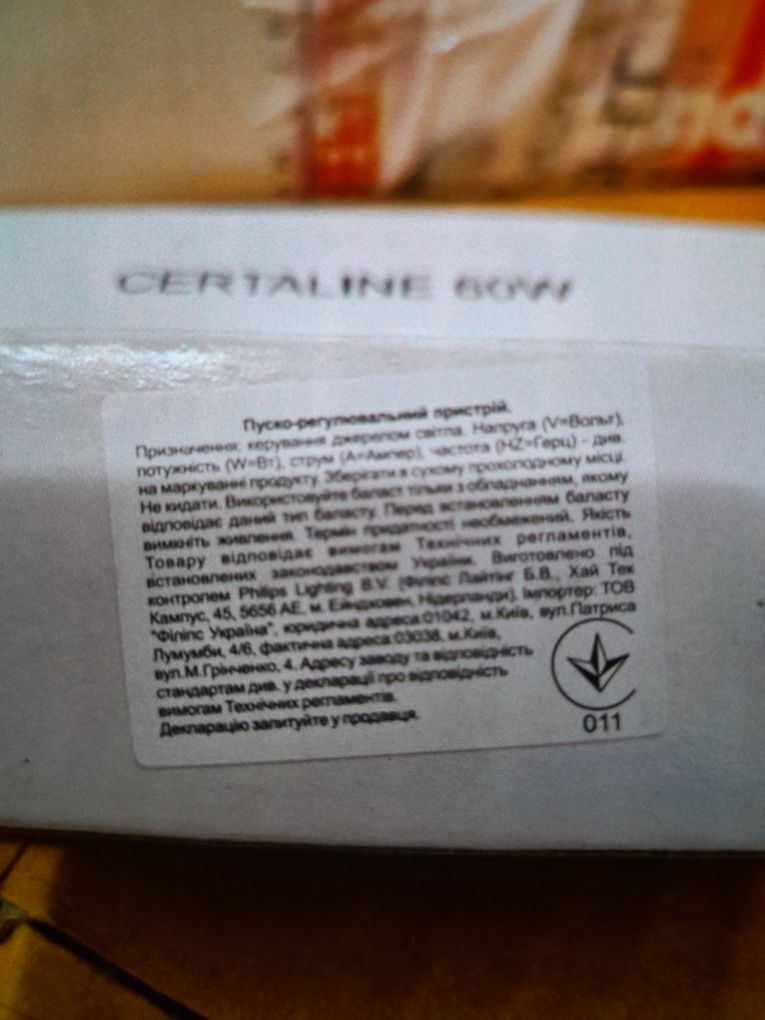 CERTALINE 60W
Пуско-регулювальний пристрій.
Призначення: керування джерелом світла. Напруга (V=Вольт),
потужність (W=Вт), струм (A=Ампер), частота (HZ=Герц) - див.
на маркуванні продукту. Зберігати в сухому прохолодному місці.
Не кидати. Використовуйте баласт тільки з обладнанням, якому
відповідає даний тип баласту. Перед встановленням баласту
вимкніть живлення. Термін придатності необмежений. Якість
Товару відповідає вимогам Технічних регламентів,
встановлених законодавством України. Виготовлено під
контролем Philips Lighting B.V. (Філіпс Лайтінг Б.В., Хай Тек
Кампус, 45, 5656 AE, м. Ейндховен, Нідерланди). Імпортер: ТОВ
"Філіпс Україна", юридична адреса:01042, м.Київ, вул.Патриса
Лумумби, 4/6, фактична адреса:03038, м.Київ,
вул.М.Грінченко, 4. Адресу заводу та відповідність
стандартам див. у декларації про відповідність
вимогам Технічних регламентів.
Декларацію запитуйте у продавця.
011